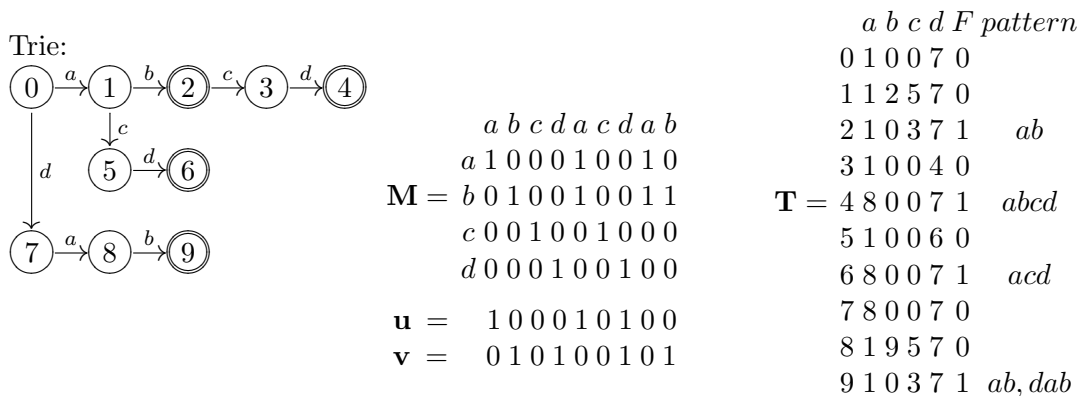 Trie:
0 a 1 b 2 c 3 d 4
c
d 5 d 6
7 a 8 b 9
a b c d a c d a b
a 1 0 0 0 1 0 0 1 0
M = b 0 1 0 0 1 0 0 1 1
c 0 0 1 0 0 1 0 0 0
d 0 0 0 1 0 0 1 0 0
u = 1 0 0 0 1 0 1 0 0
v = 0 1 0 1 0 0 1 0 1
a b c d F pattern
0 1 0 0 7 0
1 1 2 5 7 0
2 1 0 3 7 1 ab
3 1 0 0 4 0
T = 4 8 0 0 7 1 abcd
5 1 0 0 6 0
6 8 0 0 7 1 acd
7 8 0 0 7 0
8 1 9 5 7 0
9 1 0 3 7 1 ab, dab